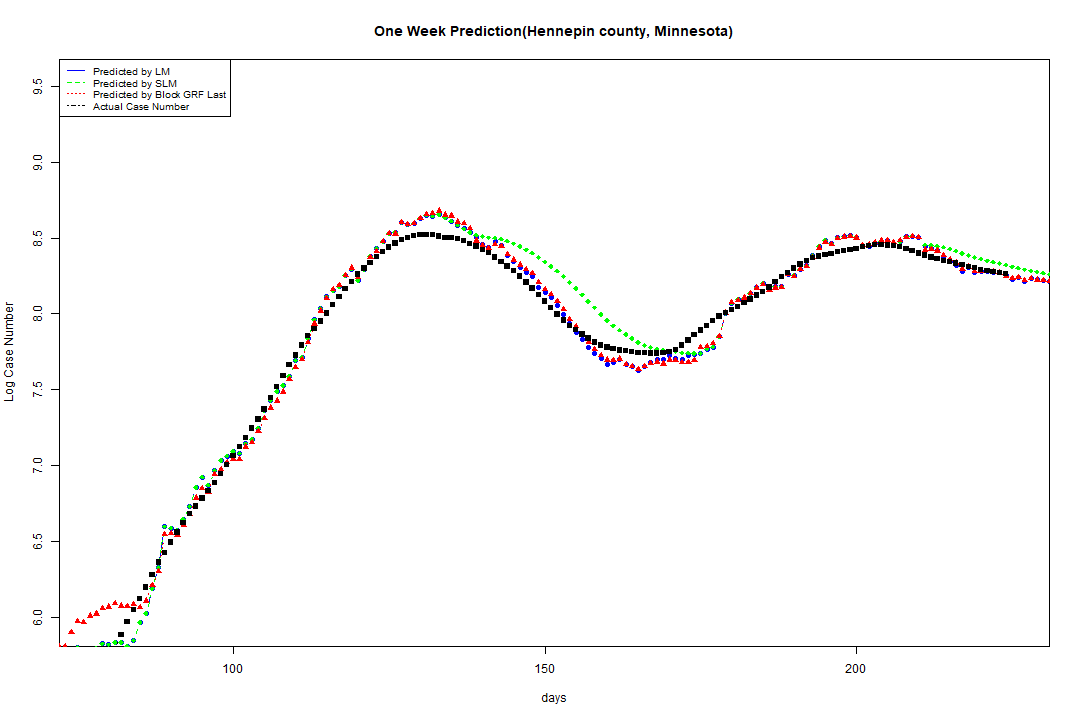 One Week Prediction(Hennepin county, Minnesota)
Predicted by LM
Predicted by SLM
Predicted by Block GRF Last
Actual Case Number
Log Case Number
9.5
9.0
8.5
8.0
7.5
7.0
6.5
6.0
100
150
200
days